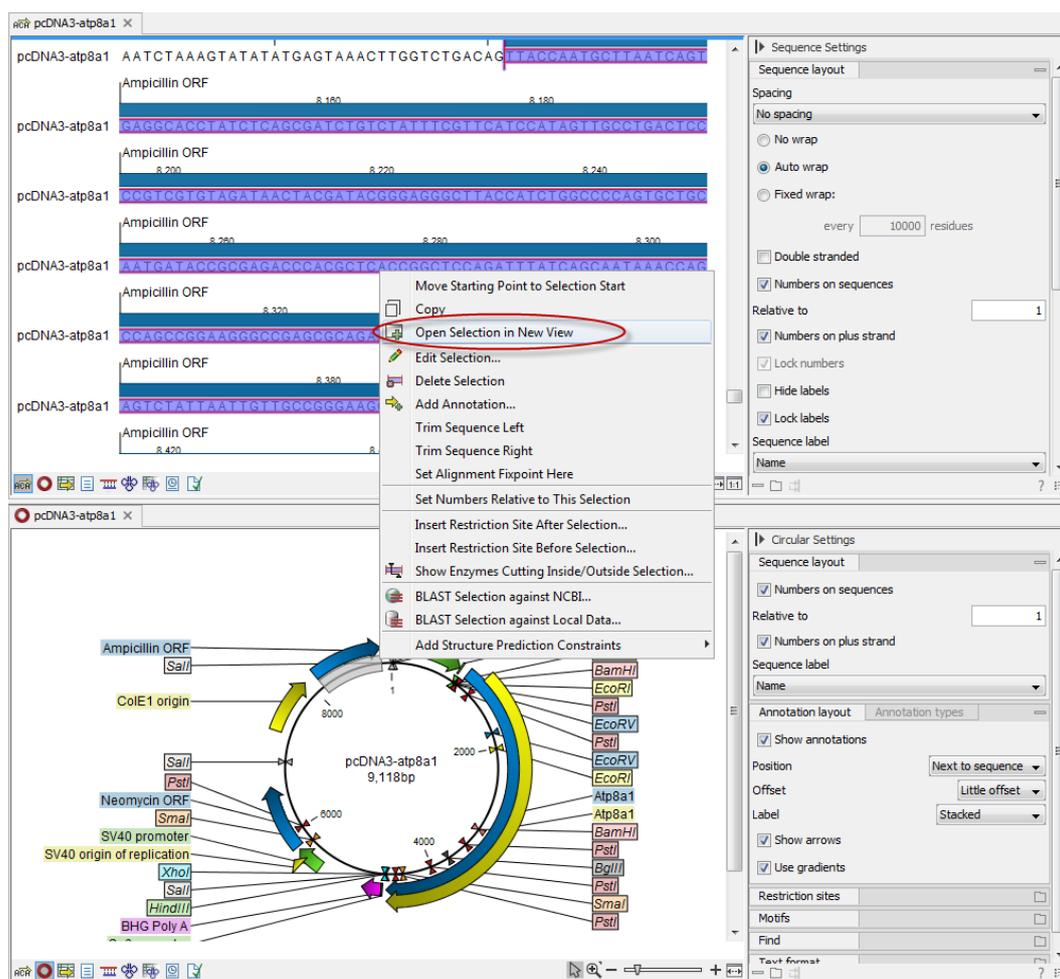 pcDNA3-atp8a1
pcDNA3-atp8a1 AATCTAAAGTATATATGAGTAAACTTGGTCTGACAGTTACCAATGCTTAATCAGT
Ampicillin ORF
8.160 8.180
pcDNA3-atp8a1 GAGGCACCTATCTCAGCGATCTGTCTATTTCGTTCATCCATAGTTGCCTGACTCC
Ampicillin ORF
8.200 8.220 8.240
pcDNA3-atp8a1 CCGTCGTGTAGATAACTACGATACGGGAGGGCTTACCATCTGGCCCCAGTGCTGC
Ampicillin ORF
8.260 8.280 8.300
pcDNA3-atp8a1 AATGATACCGCGAGACCCACGCTCACCGGCTCCAGATTTATCAGCAATAAACCAG
Ampicillin ORF
8.320
pcDNA3-atp8a1 CCAGCCGGAAGGGCCGAGCGCAGA
Ampicillin ORF
8.380
pcDNA3-atp8a1 AGTCTATTAATTGTTGCCGGGAAG
Ampicillin ORF
8.420 8.
Move Starting Point to Selection Start
Copy
Open Selection in New View
Edit Selection...
Delete Selection
Add Annotation...
Trim Sequence Left
Trim Sequence Right
Set Alignment Fixpoint Here
Set Numbers Relative to This Selection
Insert Restriction Site After Selection...
Insert Restriction Site Before Selection...
Show Enzymes Cutting Inside/Outside Selection...
BLAST Selection against NCBI...
BLAST Selection against Local Data...
Add Structure Prediction Constraints
Sequence Settings
Sequence layout
Spacing
No spacing
No wrap
Auto wrap
Fixed wrap:
every 10000 residues
Double stranded
Numbers on sequences
Relative to 1
Numbers on plus strand
Lock numbers
Hide labels
Lock labels
Sequence label
Name
1:1
?
pcDNA3-atp8a1
Ampicillin ORF
SalI
ColE1 origin
SalI
PstI
Neomycin ORF
SmaI
SV40 promoter
SV40 origin of replication
XhoI
SalI
HindIII
BHG Poly A
1
8000
2000
6000
4000
pcDNA3-atp8a1
9,118bp
BamHI
EcoRI
PstI
EcoRV
PstI
EcoRV
EcoRI
Atp8a1
Atp8a1
BamHI
PstI
BglII
PstI
SmaI
PstI
Circular Settings
Sequence layout
Numbers on sequences
Relative to 1
Numbers on plus strand
Sequence label
Name
Annotation layout Annotation types
Show annotations
Position Next to sequence
Offset Little offset
Label Stacked
Show arrows
Use gradients
Restriction sites
Motifs
Find
Text format
?